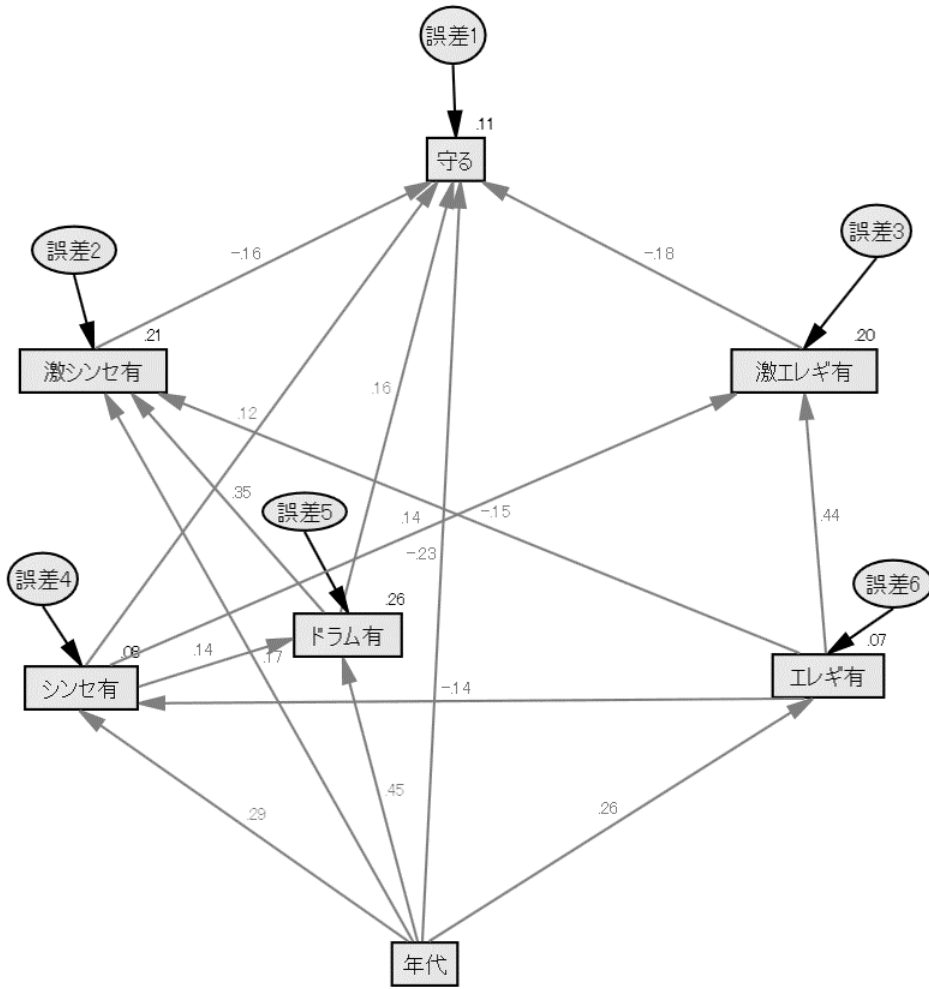 誤差1
.11
守る
誤差2
誤差3
-.16
-.18
.21
.20
激シンセ有
激エレギ有
.16
.12
.35
誤差5
.14
-.15
.44
-.23
誤差4
誤差6
.26
ドラム有
.08
.14
.17
.07
シンセ有
-.14
エレギ有
.45
.29
.26
年代